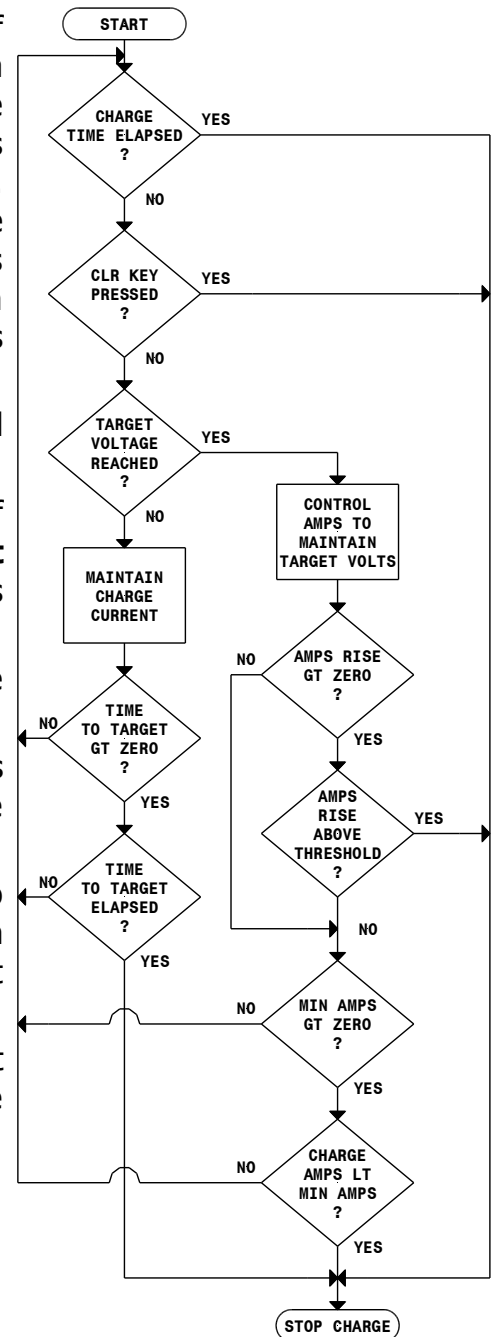 START
CHARGE
TIME ELAPSED
?
YES
NO
CLR KEY
PRESSED
?
YES
NO
TARGET
VOLTAGE
REACHED
?
YES
NO
CONTROL
AMPS TO
MAINTAIN
TARGET VOLTS
MAINTAIN
CHARGE
CURRENT
AMPS RISE
GT ZERO
?
NO
YES
TIME
TO TARGET
GT ZERO
?
NO
YES
AMPS
RISE
ABOVE
THRESHOLD
?
YES
NO
TIME
TO TARGET
ELAPSED
?
NO
YES
MIN AMPS
GT ZERO
?
NO
YES
CHARGE
AMPS LT
MIN AMPS
?
NO
YES
STOP CHARGE